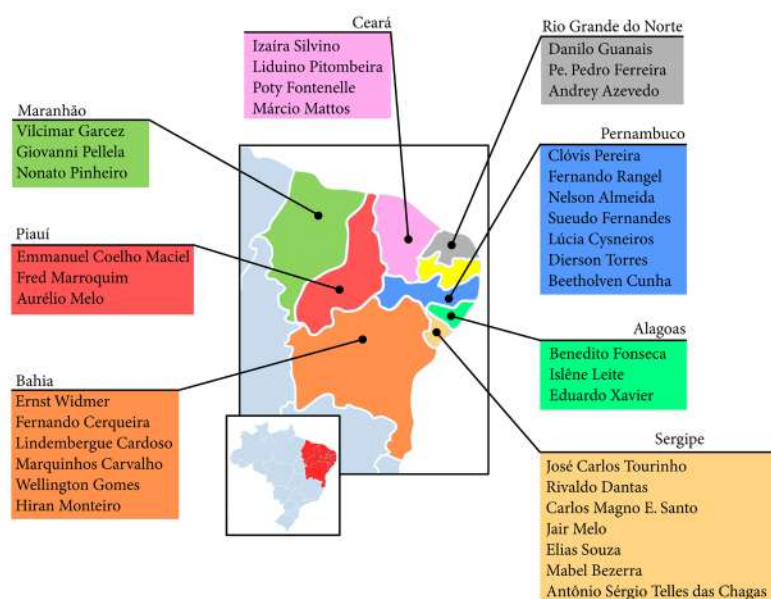 Ceará
Izaíra Silvino
Liduino Pitombeira
Poty Fontenelle
Márcio Mattos
Rio Grande do Norte
Danilo Guanais
Pe. Pedro Ferreira
Andrey Azevedo
Maranhão
Vilcimar Garcez
Giovanni Pellela
Nonato Pinheiro
Pernambuco
Clóvis Pereira
Fernando Rangel
Nelson Almeida
Sueudo Fernandes
Lúcia Cysneiros
Dierson Torres
Beetholven Cunha
Piauí
Emmanuel Coelho Maciel
Fred Marroquim
Aurélio Melo
Alagoas
Benedito Fonseca
Islêne Leite
Eduardo Xavier
Bahia
Ernst Widmer
Fernando Cerqueira
Lindembergue Cardoso
Marquinhos Carvalho
Wellington Gomes
Hiran Monteiro
Sergipe
José Carlos Tourinho
Rivaldo Dantas
Carlos Magno E. Santo
Jair Melo
Elias Souza
Mabel Bezerra
Antônio Sérgio Telles das Chagas